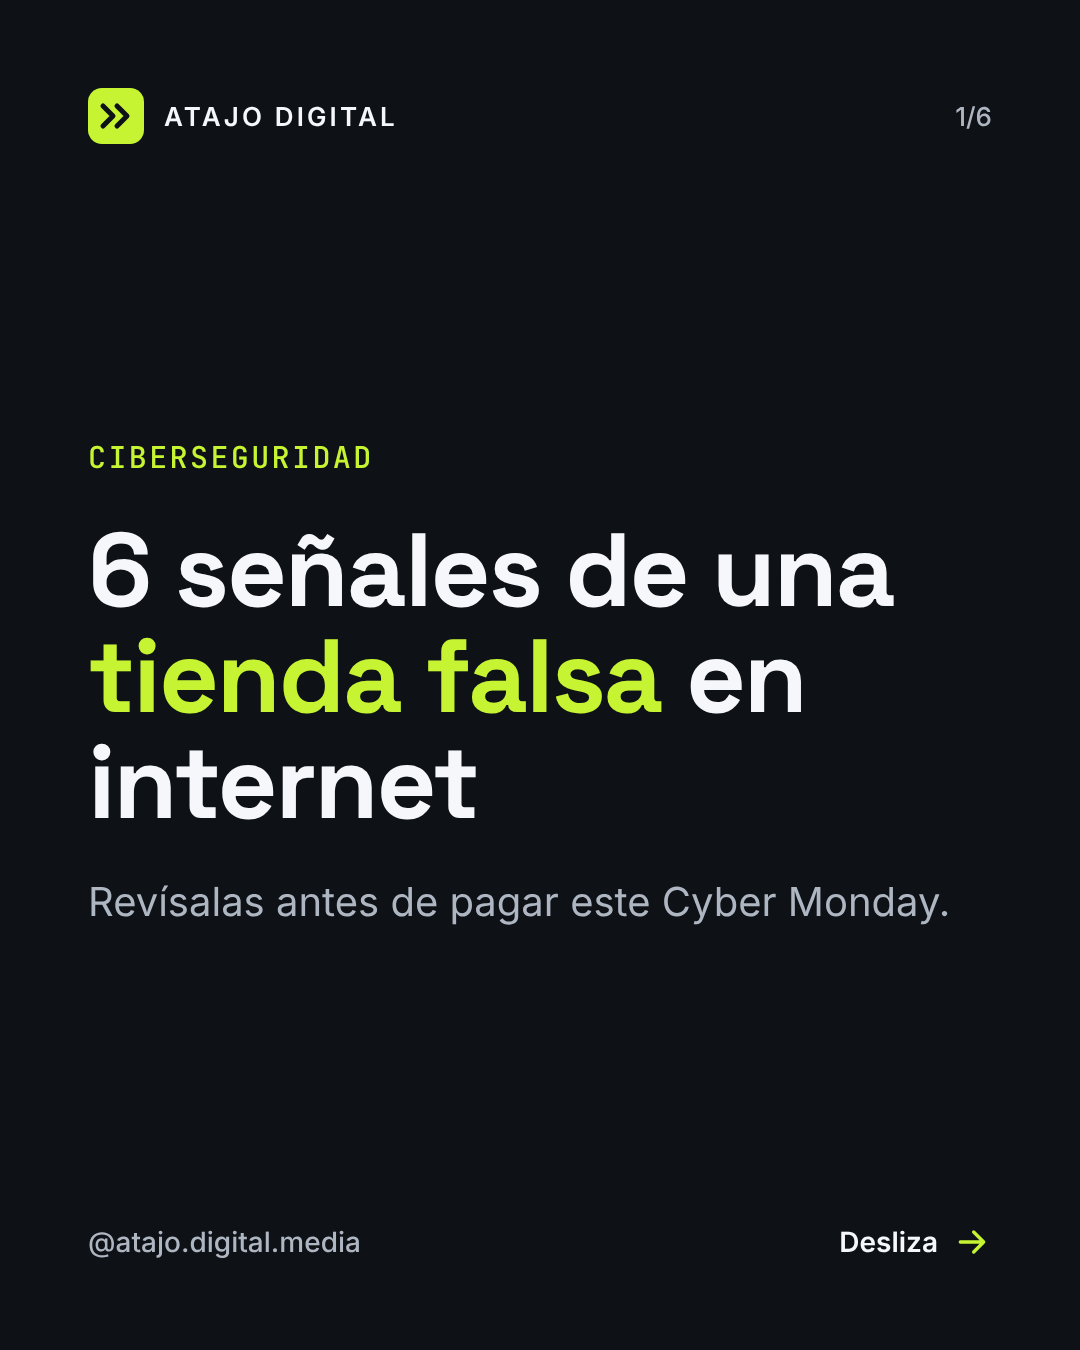 ATAJO DIGITAL
1/6
CIBERSEGURIDAD
6 señales de una
tienda falsa en
internet
Revísalas antes de pagar este Cyber Monday.
@atajo.digital.media
Desliza →